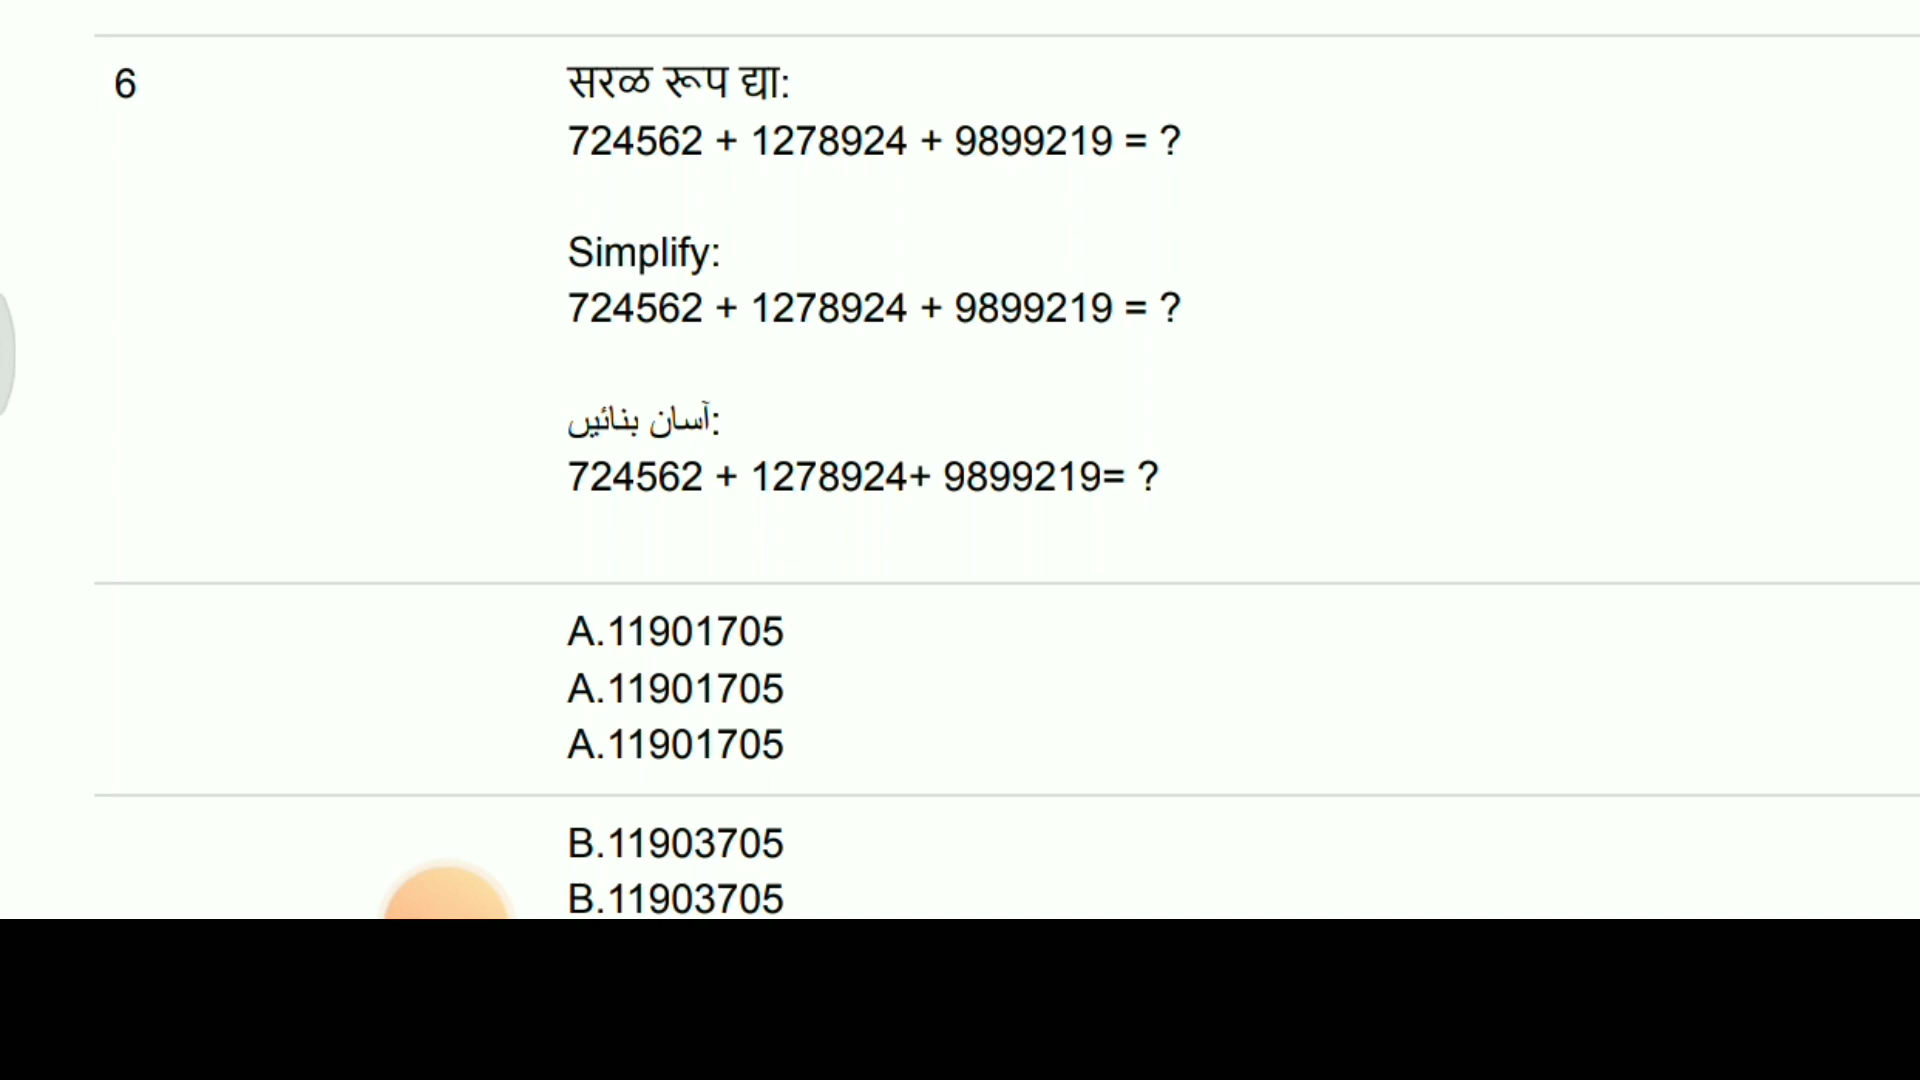 6
सरळ रूप द्या:
724562 + 1278924 + 9899219 = ?
Simplify:
724562 + 1278924 + 9899219 = ?
آسان بنائیں:
724562 + 1278924+ 9899219= ?
A.11901705
A.11901705
A.11901705
B.11903705
B.11903705